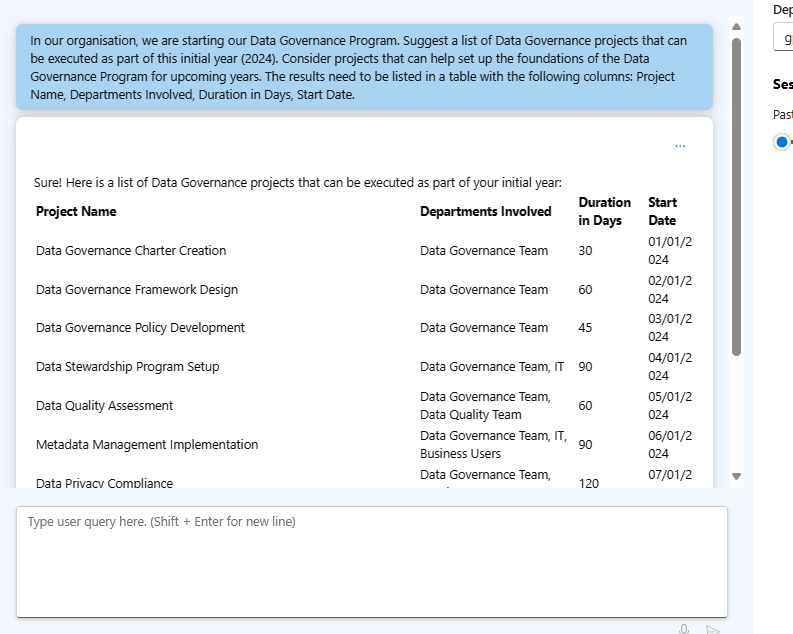 Dep
In our organisation, we are starting our Data Governance Program. Suggest a list of Data Governance projects that can
be executed as part of this initial year (2024). Consider projects that can help set up the foundations of the Data
Governance Program for upcoming years. The results need to be listed in a table with the following columns: Project
Name, Departments Involved, Duration in Days, Start Date.
g
Ses
Past
...
Sure! Here is a list of Data Governance projects that can be executed as part of your initial year:
Project Name Departments Involved Duration in Days Start Date
Data Governance Charter Creation Data Governance Team 30 01/01/2024
Data Governance Framework Design Data Governance Team 60 02/01/2024
Data Governance Policy Development Data Governance Team 45 03/01/2024
Data Stewardship Program Setup Data Governance Team, IT 90 04/01/2024
Data Quality Assessment Data Governance Team, Data Quality Team 60 05/01/2024
Metadata Management Implementation Data Governance Team, IT, Business Users 90 06/01/2024
Data Privacy Compliance Data Governance Team, 120 07/01/2
Type user query here. (Shift + Enter for new line)